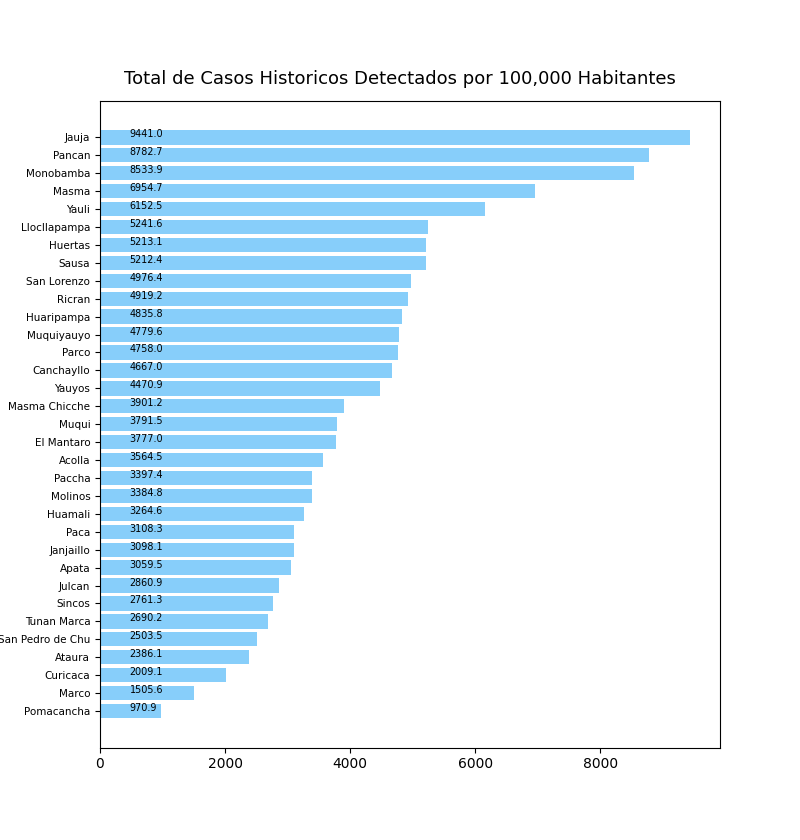 Total de Casos Historicos Detectados por 100,000 Habitantes
Jauja 9441.0
Pancan 8782.7
Monobamba 8533.9
Masma 6954.7
Yauli 6152.5
Llocllapampa 5241.6
Huertas 5213.1
Sausa 5212.4
San Lorenzo 4976.4
Ricran 4919.2
Huaripampa 4835.8
Muquiyauyo 4779.6
Parco 4758.0
Canchayllo 4667.0
Yauyos 4470.9
Masma Chicche 3901.2
Muqui 3791.5
El Mantaro 3777.0
Acolla 3564.5
Paccha 3397.4
Molinos 3384.8
Huamali 3264.6
Paca 3108.3
Janjaillo 3098.1
Apata 3059.5
Julcan 2860.9
Sincos 2761.3
Tunan Marca 2690.2
San Pedro de Chu 2503.5
Ataura 2386.1
Curicaca 2009.1
Marco 1505.6
Pomacancha 970.9
0 2000 4000 6000 8000